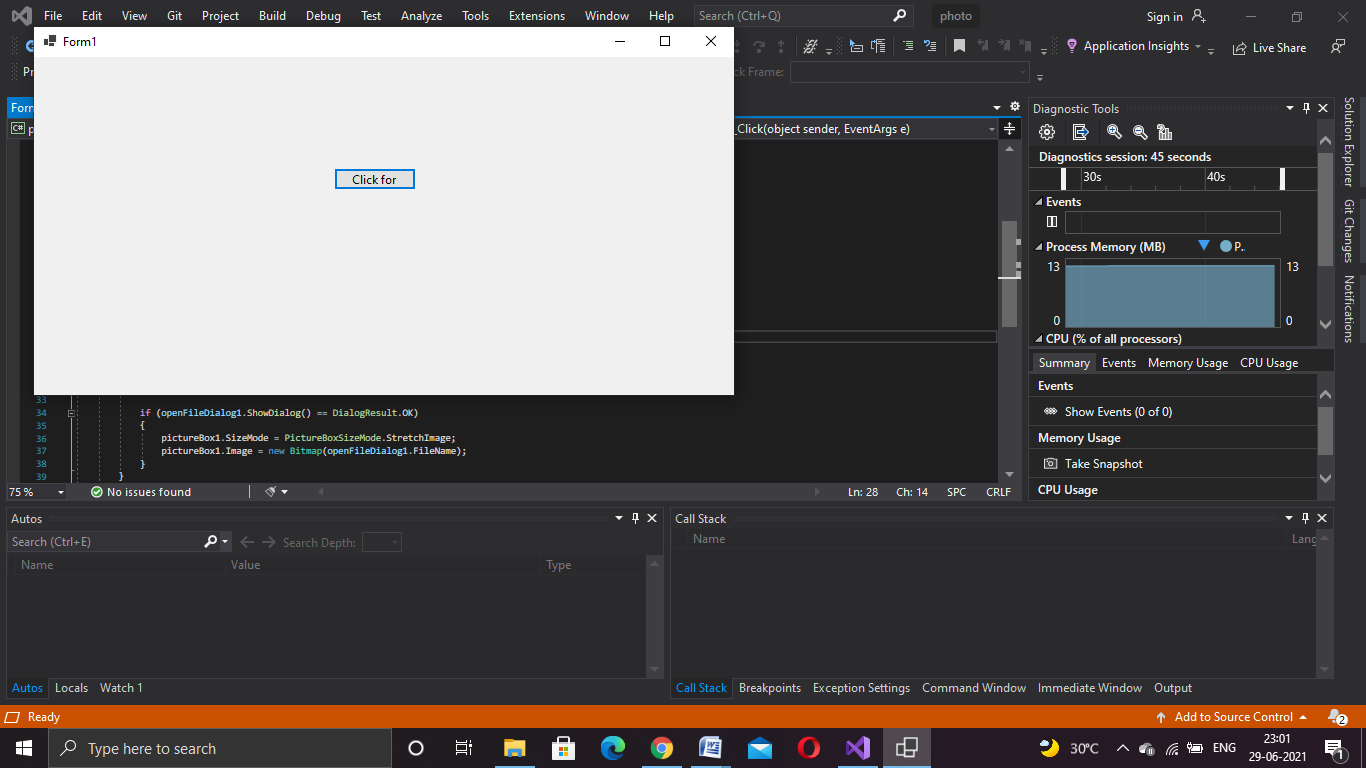 File Edit View Git Project Build Debug Test Analyze Tools Extensions Window Help Search (Ctrl+Q) photo Sign in
Form1
Application Insights Live Share
Click for
ck Frame:
_Click(object sender, EventArgs e)
C#
33
34 if (openFileDialog1.ShowDialog() == DialogResult.OK)
35 {
36 pictureBox1.SizeMode = PictureBoxSizeMode.StretchImage;
37 pictureBox1.Image = new Bitmap(openFileDialog1.FileName);
38 }
39 }
75 % No issues found Ln: 28 Ch: 14 SPC CRLF
Diagnostic Tools
Diagnostics session: 45 seconds
30s 40s
Events
Process Memory (MB) P..
13 13
0 0
CPU (% of all processors)
Summary Events Memory Usage CPU Usage
Events
Show Events (0 of 0)
Memory Usage
Take Snapshot
CPU Usage
Solution Explorer
Git Changes
Notifications
Autos
Search (Ctrl+E) Search Depth:
Name Value Type
Autos Locals Watch 1
Call Stack
Name Lang
Call Stack Breakpoints Exception Settings Command Window Immediate Window Output
Ready Add to Source Control 2
Type here to search 30°C ENG 23:01
29-06-2021 1